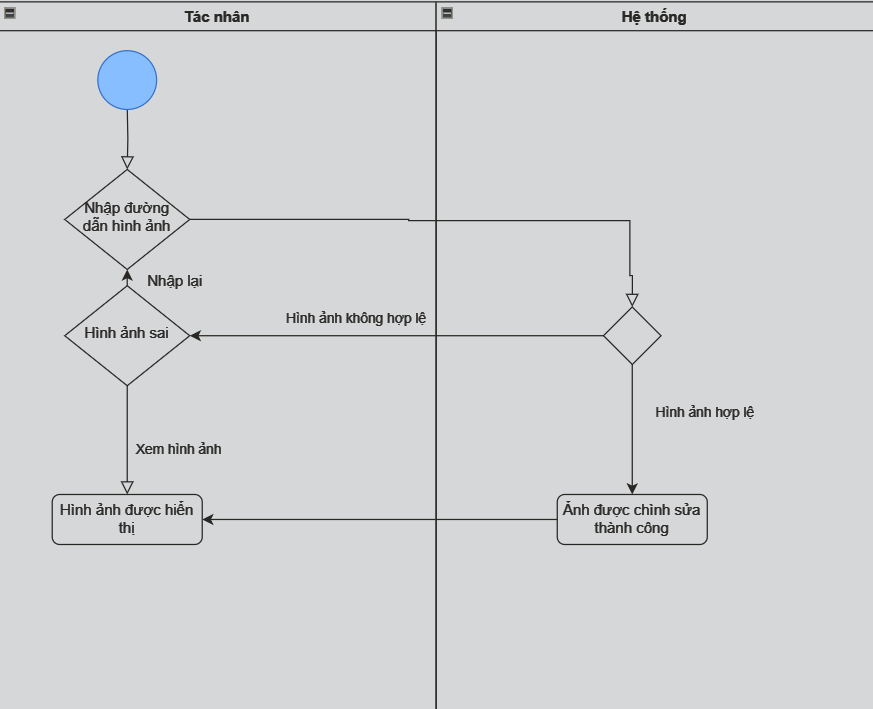 Tác nhân
Hệ thống
Nhập đường
dẫn hình ảnh
Nhập lại
Hình ảnh không hợp lệ
Hình ảnh sai
Hình ảnh hợp lệ
Xem hình ảnh
Hình ảnh được hiển
thị
Ảnh được chình sửa
thành công